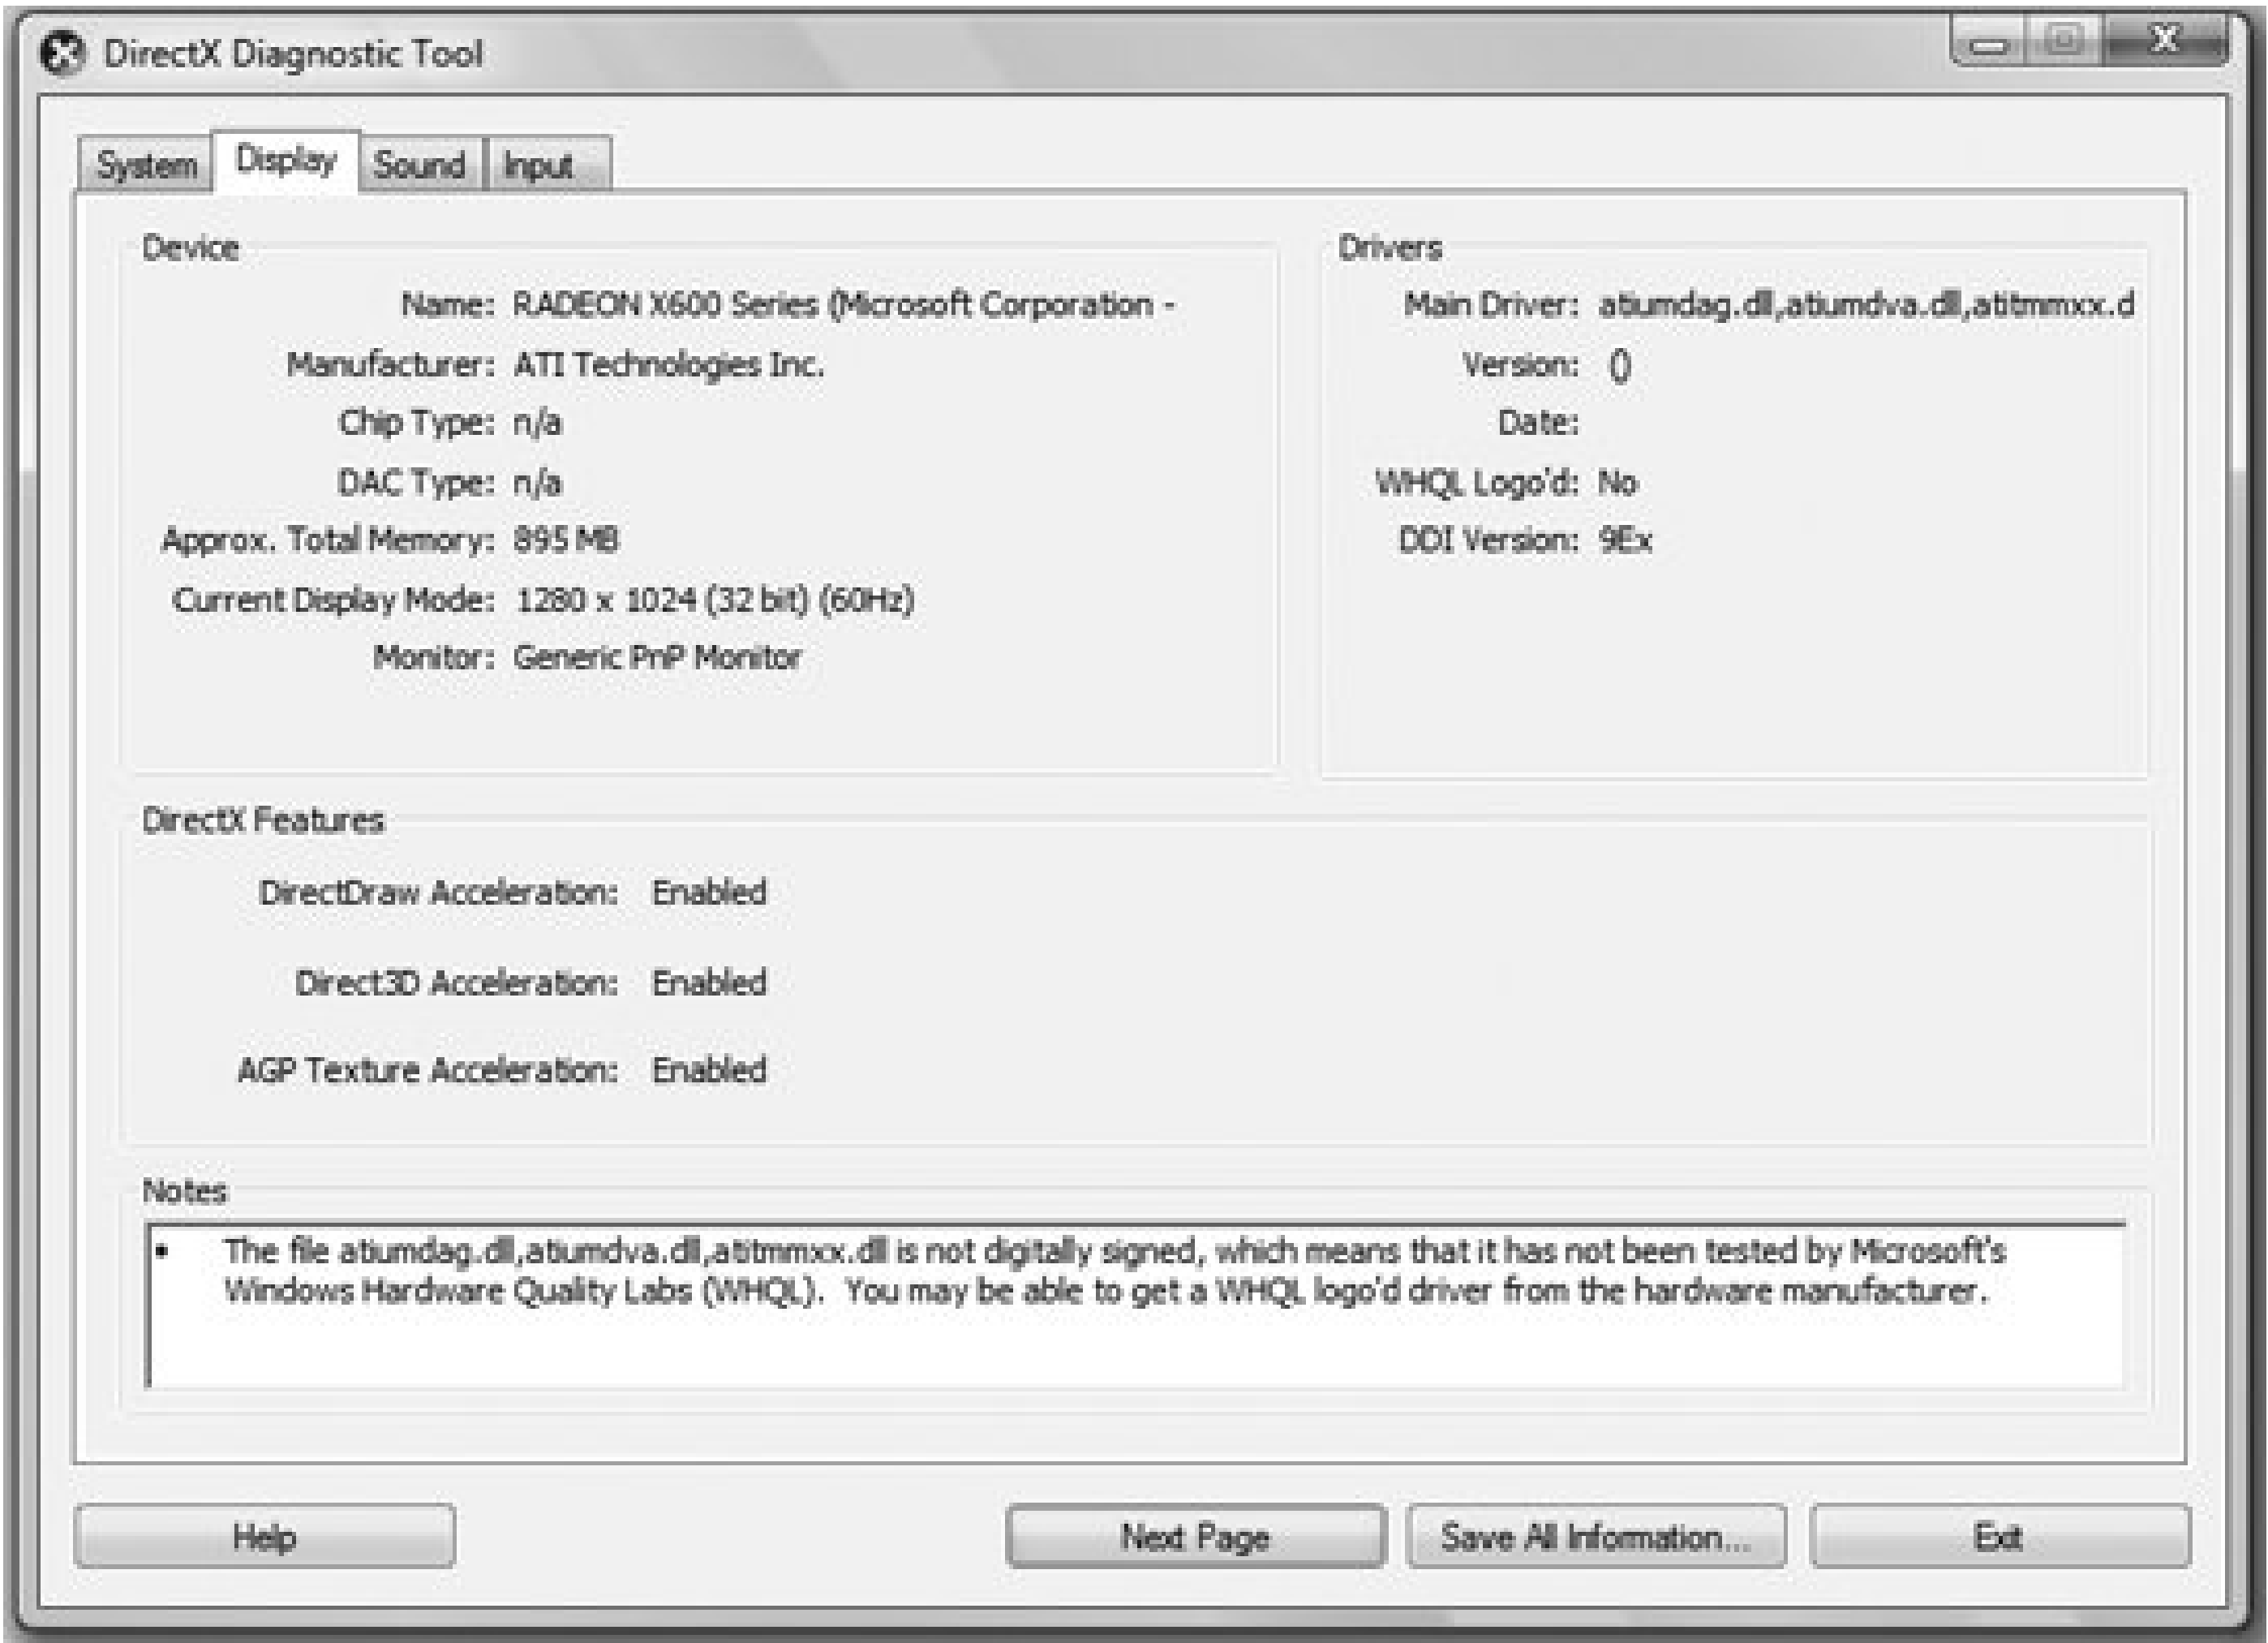 DirectX Diagnostic Tool
X
System Display Sound Input
Device
Name: RADEON X600 Series (Microsoft Corporation -
Manufacturer: ATI Technologies Inc.
Chip Type: n/a
DAC Type: n/a
Approx. Total Memory: 895 MB
Current Display Mode: 1280 x 1024 (32 bit) (60Hz)
Monitor: Generic PnP Monitor
Drivers
Main Driver: atiumdag.dll,atiumdva.dll,atitmmxx.d
Version: ()
Date:
WHQL Logo'd: No
DDI Version: 9Ex
DirectX Features
DirectDraw Acceleration: Enabled
Direct3D Acceleration: Enabled
AGP Texture Acceleration: Enabled
Notes
• The file atiumdag.dll,atiumdva.dll,atitmmxx.dll is not digitally signed, which means that it has not been tested by Microsoft's
Windows Hardware Quality Labs (WHQL). You may be able to get a WHQL logo'd driver from the hardware manufacturer.
Help Next Page Save All Information... Exit